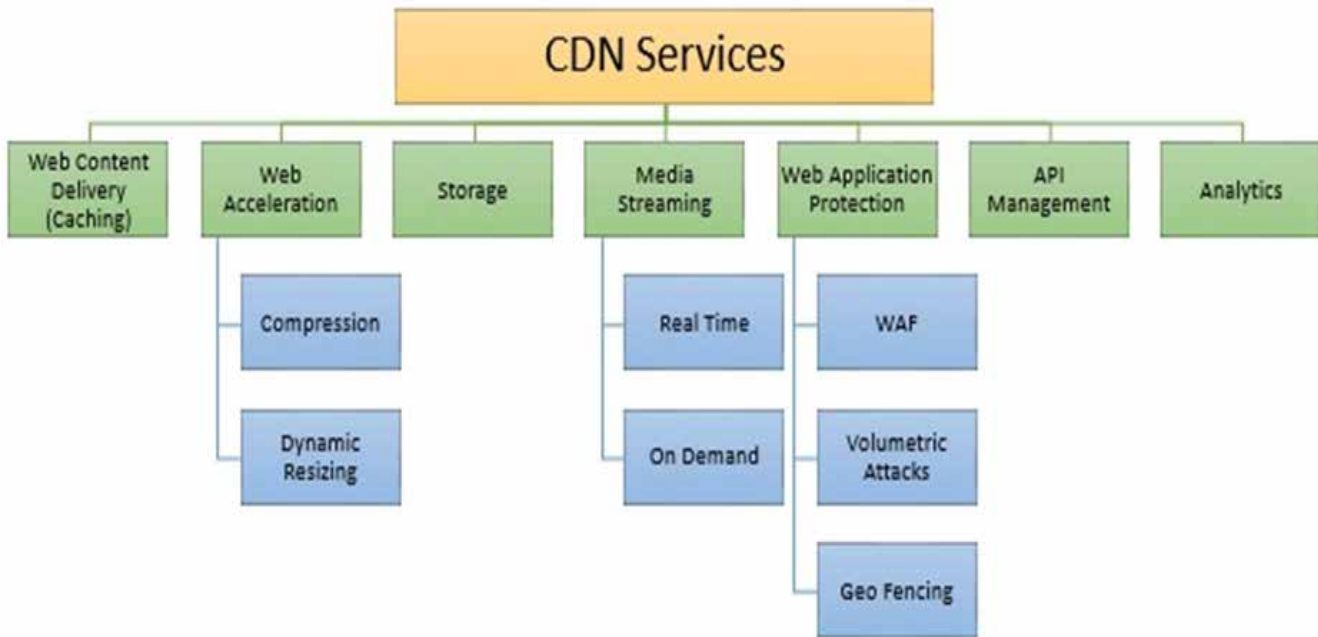 CDN Services
Web Content
Delivery
(Caching)
Web
Acceleration
Storage
Media
Streaming
Web Application
Protection
API
Management
Analytics
Compression
Real Time
WAF
Dynamic
Resizing
On Demand
Volumetric
Attacks
Geo Fencing